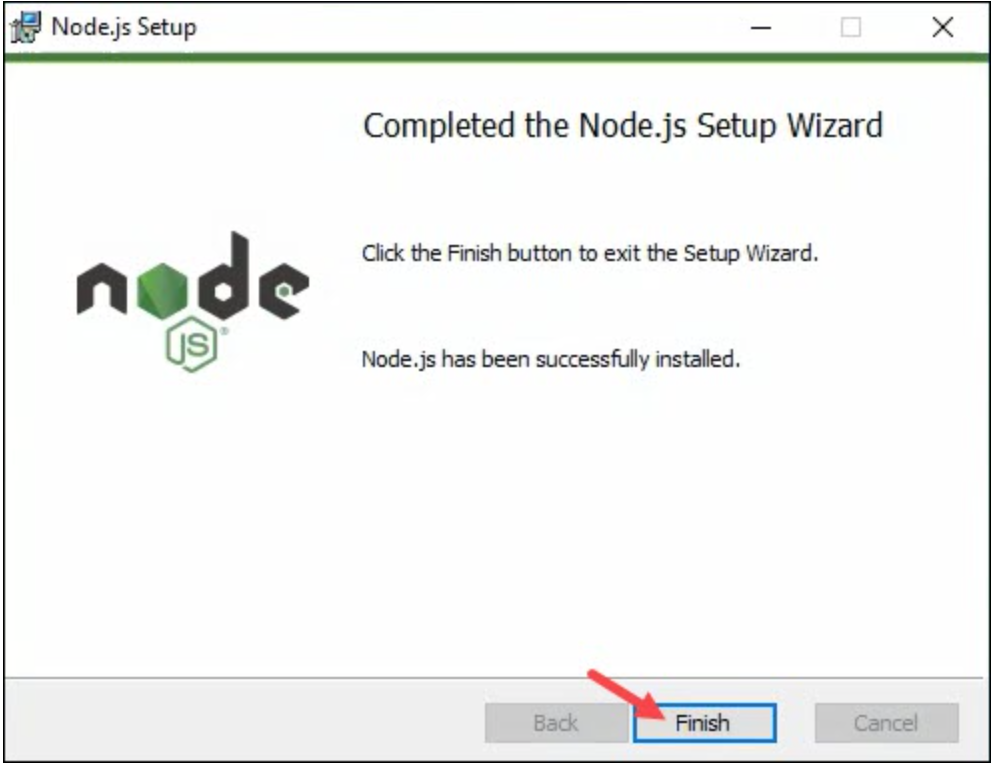 Node.js Setup
Completed the Node.js Setup Wizard
Click the Finish button to exit the Setup Wizard.
node
JS®
Node.js has been successfully installed.
Back
Finish
Cancel